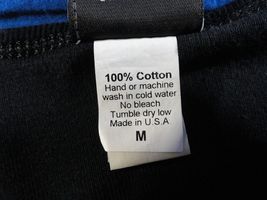 100% Cotton
Hand or machine
wash in cold water
No bleach
Tumble dry low
Made in U.S.A
M